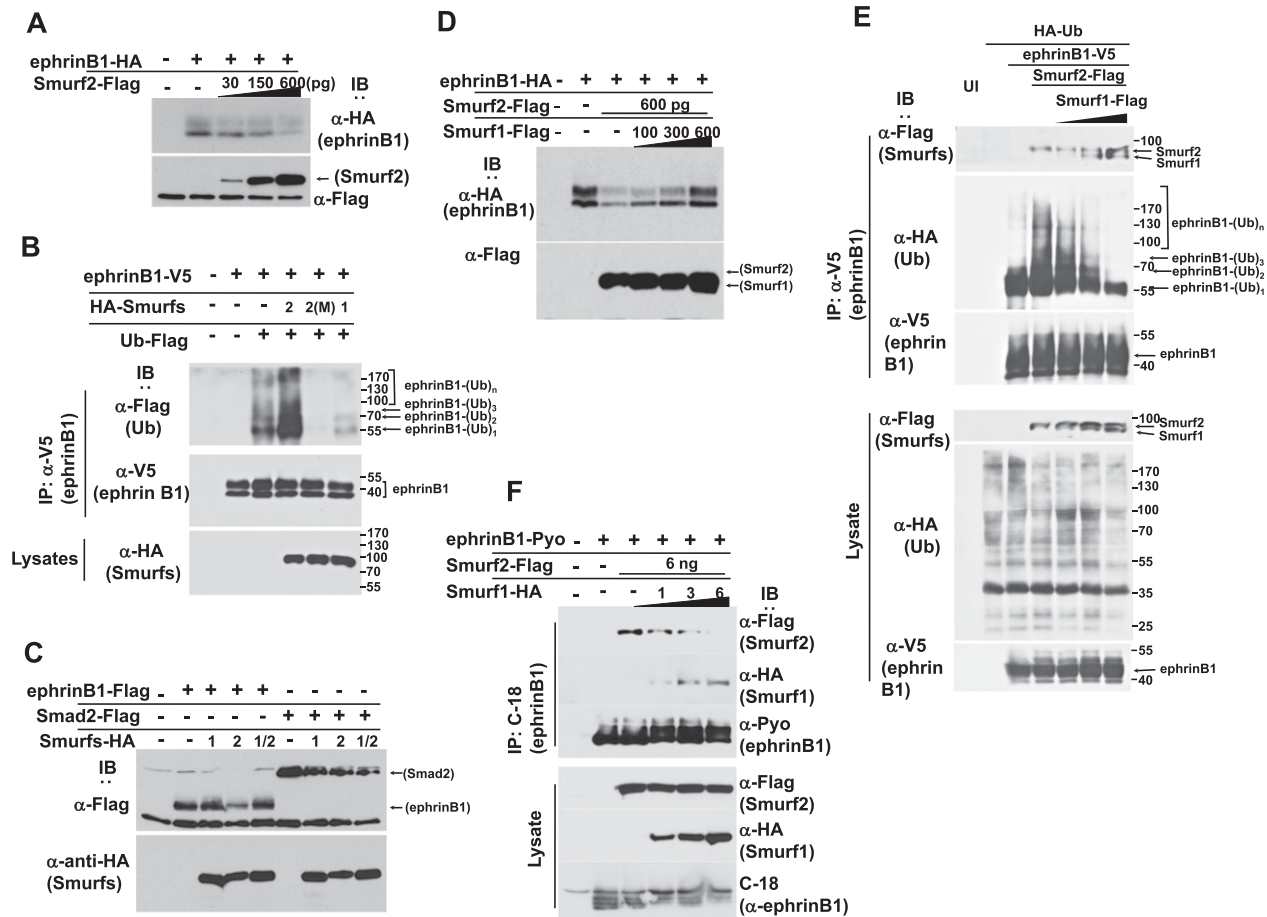 A
ephrinB1-HA - + + + +
Smurf2-Flag - - 30 150 600 (pg)
IB
:
α-HA
(ephrinB1)
←(Smurf2)
α-Flag
B
ephrinB1-V5 - + + + + +
HA-Smurfs - - - 2 2(M) 1
Ub-Flag - - + + + +
IB
:
IP: α-V5
(ephrinB1)
α-Flag
(Ub)
170
130
100
70
55
ephrinB1-(Ub)n
ephrinB1-(Ub)3
ephrinB1-(Ub)2
ephrinB1-(Ub)1
α-V5
(ephrin B1)
55
40
ephrinB1
Lysates
α-HA
(Smurfs)
170
130
100
70
55
C
ephrinB1-Flag - + + + +
Smad2-Flag + + + +
Smurfs-HA - - 1 2 1/2 - 1 2 1/2
IB
:
α-Flag
←(Smad2)
←(ephrinB1)
α-anti-HA
(Smurfs)
D
ephrinB1-HA - + + + + +
Smurf2-Flag - - 600 pg
Smurf1-Flag - - - 100 300 600
IB
:
α-HA
(ephrinB1)
α-Flag
←(Smurf2)
←(Smurf1)
E
HA-Ub
ephrinB1-V5
Smurf2-Flag
UI
Smurf1-Flag
IB
:
α-Flag
(Smurfs)
100
Smurf2
Smurf1
IP: α-V5
(ephrinB1)
α-HA
(Ub)
170
130
100
70
55
ephrinB1-(Ub)n
ephrinB1-(Ub)3
ephrinB1-(Ub)2
ephrinB1-(Ub)1
α-V5
(ephrin
B1)
55
40
ephrinB1
Lysate
α-Flag
(Smurfs)
100
Smurf2
Smurf1
α-HA
(Ub)
170
130
100
70
55
35
25
α-V5
(ephrin
B1)
55
40
ephrinB1
F
ephrinB1-Pyo - + + + + +
Smurf2-Flag - - 6 ng
Smurf1-HA - - - 1 3 6
IB
:
IP: C-18
(ephrinB1)
α-Flag
(Smurf2)
α-HA
(Smurf1)
α-Pyo
(ephrinB1)
Lysate
α-Flag
(Smurf2)
α-HA
(Smurf1)
C-18
(α-ephrinB1)